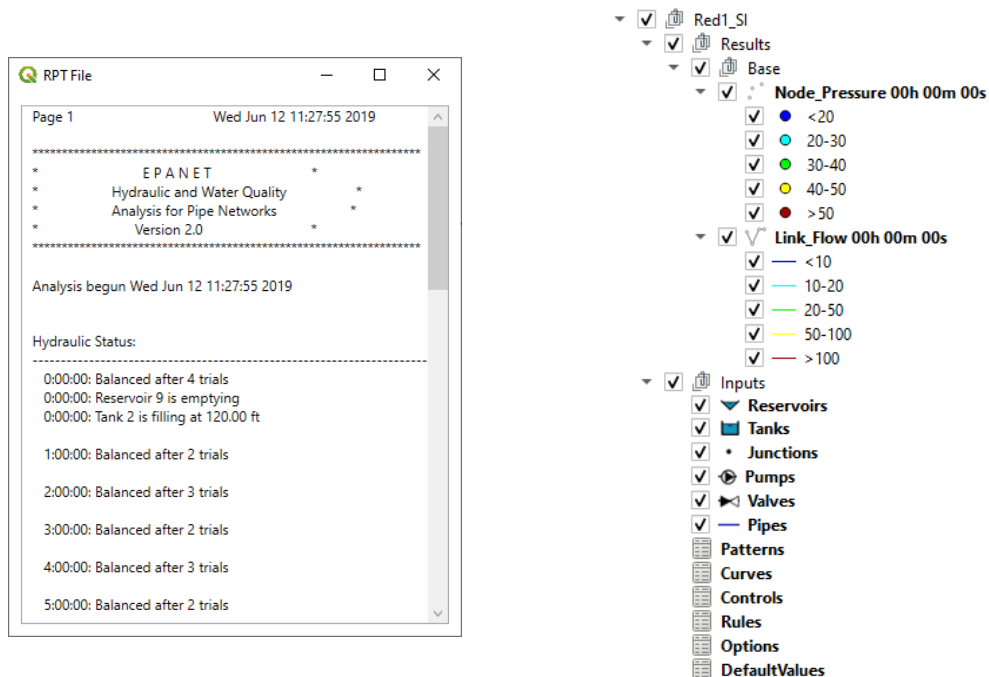 RPT File
Page 1 Wed Jun 12 11:27:55 2019
******************************************************************
* E P A N E T *
* Hydraulic and Water Quality *
* Analysis for Pipe Networks *
* Version 2.0 *
******************************************************************
Analysis begun Wed Jun 12 11:27:55 2019
Hydraulic Status:
-----------------------------------------------------------------------
0:00:00: Balanced after 4 trials
0:00:00: Reservoir 9 is emptying
0:00:00: Tank 2 is filling at 120.00 ft
1:00:00: Balanced after 2 trials
2:00:00: Balanced after 3 trials
3:00:00: Balanced after 2 trials
4:00:00: Balanced after 3 trials
5:00:00: Balanced after 2 trials
Red1_SI
Results
Base
Node_Pressure 00h 00m 00s
<20
20-30
30-40
40-50
>50
Link_Flow 00h 00m 00s
<10
10-20
20-50
50-100
>100
Inputs
Reservoirs
Tanks
Junctions
Pumps
Valves
Pipes
Patterns
Curves
Controls
Rules
Options
DefaultValues